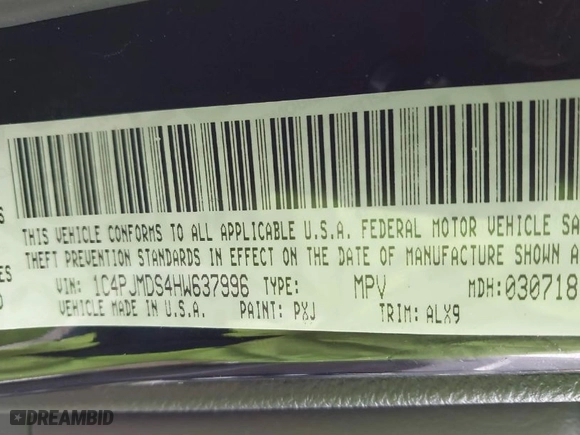 THIS VEHICLE CONFORMS TO ALL APPLICABLE U.S.A. FEDERAL MOTOR VEHICLE SA
THEFT PREVENTION STANDARDS IN EFFECT ON THE DATE OF MANUFACTURE SHOWN A
VIN: 1C4PJMDS4HW637996 TYPE: MPV MDH: 030718
VEHICLE MADE IN U.S.A. PAINT: PXJ TRIM: ALX9
DREAMBID